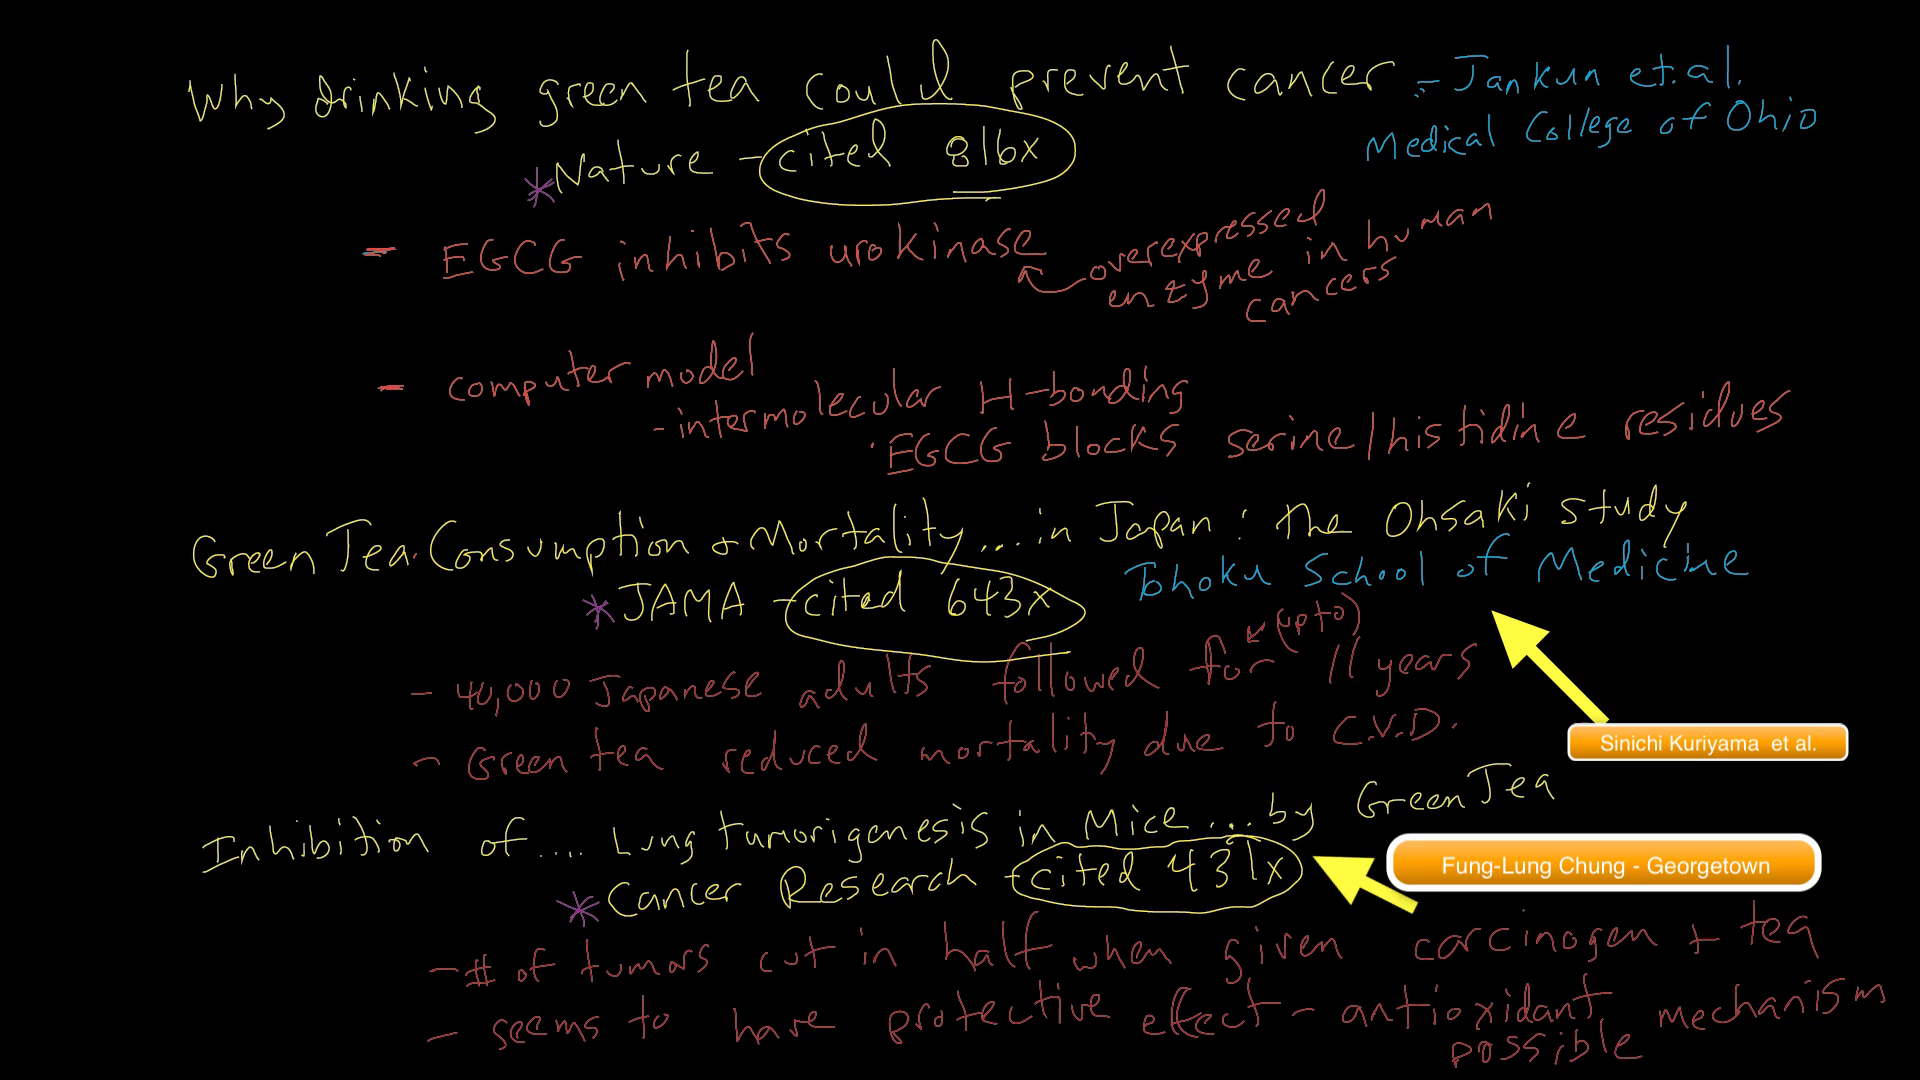 Why drinking green tea could prevent cancer :- Jankun et.al.
Medical College of Ohio
*Nature - cited 816x
- EGCG inhibits urokinase
overexpressed
enzyme in human
cancers
- computer model
- intermolecular H-bonding
· EGCG blocks serine/histidine residues
Green Tea Consumption & Mortality... in Japan: the Ohsaki study
Tohoku School of Medicine
*JAMA - cited 643x
(up to)
- 40,000 Japanese adults followed for 11 years
- Green tea reduced mortality due to C.V.D.
Sinichi Kuriyama et al.
Inhibition of .... Lung tumorigenesis in Mice ... by Green Tea
*Cancer Research - cited 431x
Fung-Lung Chung - Georgetown
- # of tumors cut in half when given carcinogen + tea
- seems to have protective effect - antioxidant mechanism
possible